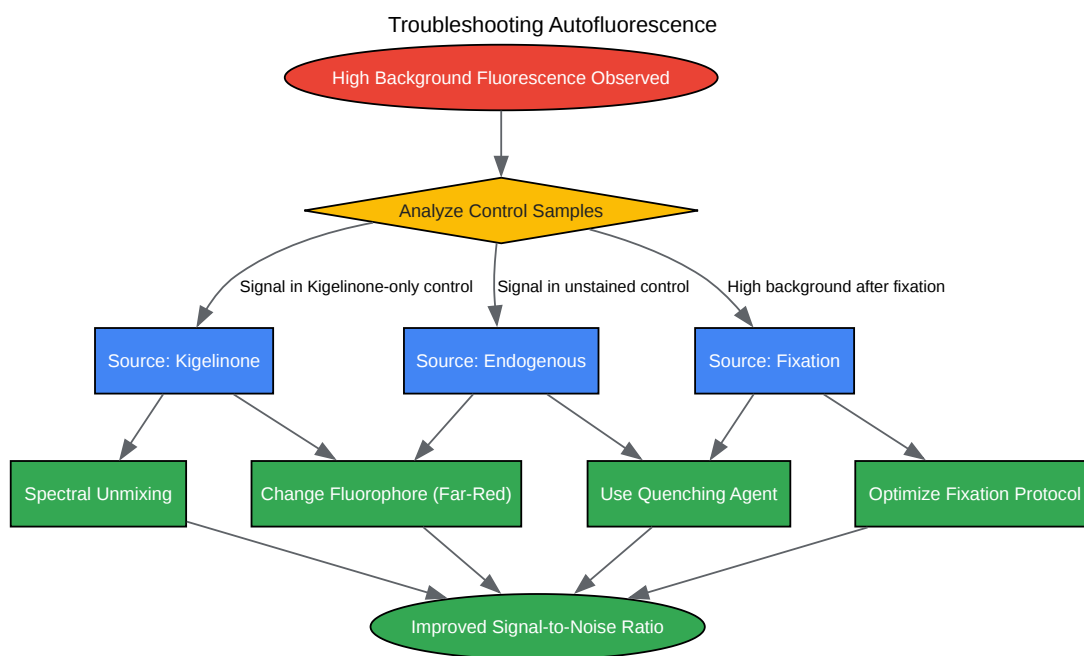 Troubleshooting Autofluorescence
High Background Fluorescence Observed
Analyze Control Samples
Signal in Kigelinone-only control
Signal in unstained control
High background after fixation
Source: Kigelinone
Source: Endogenous
Source: Fixation
Spectral Unmixing
Change Fluorophore (Far-Red)
Use Quenching Agent
Optimize Fixation Protocol
Improved Signal-to-Noise Ratio